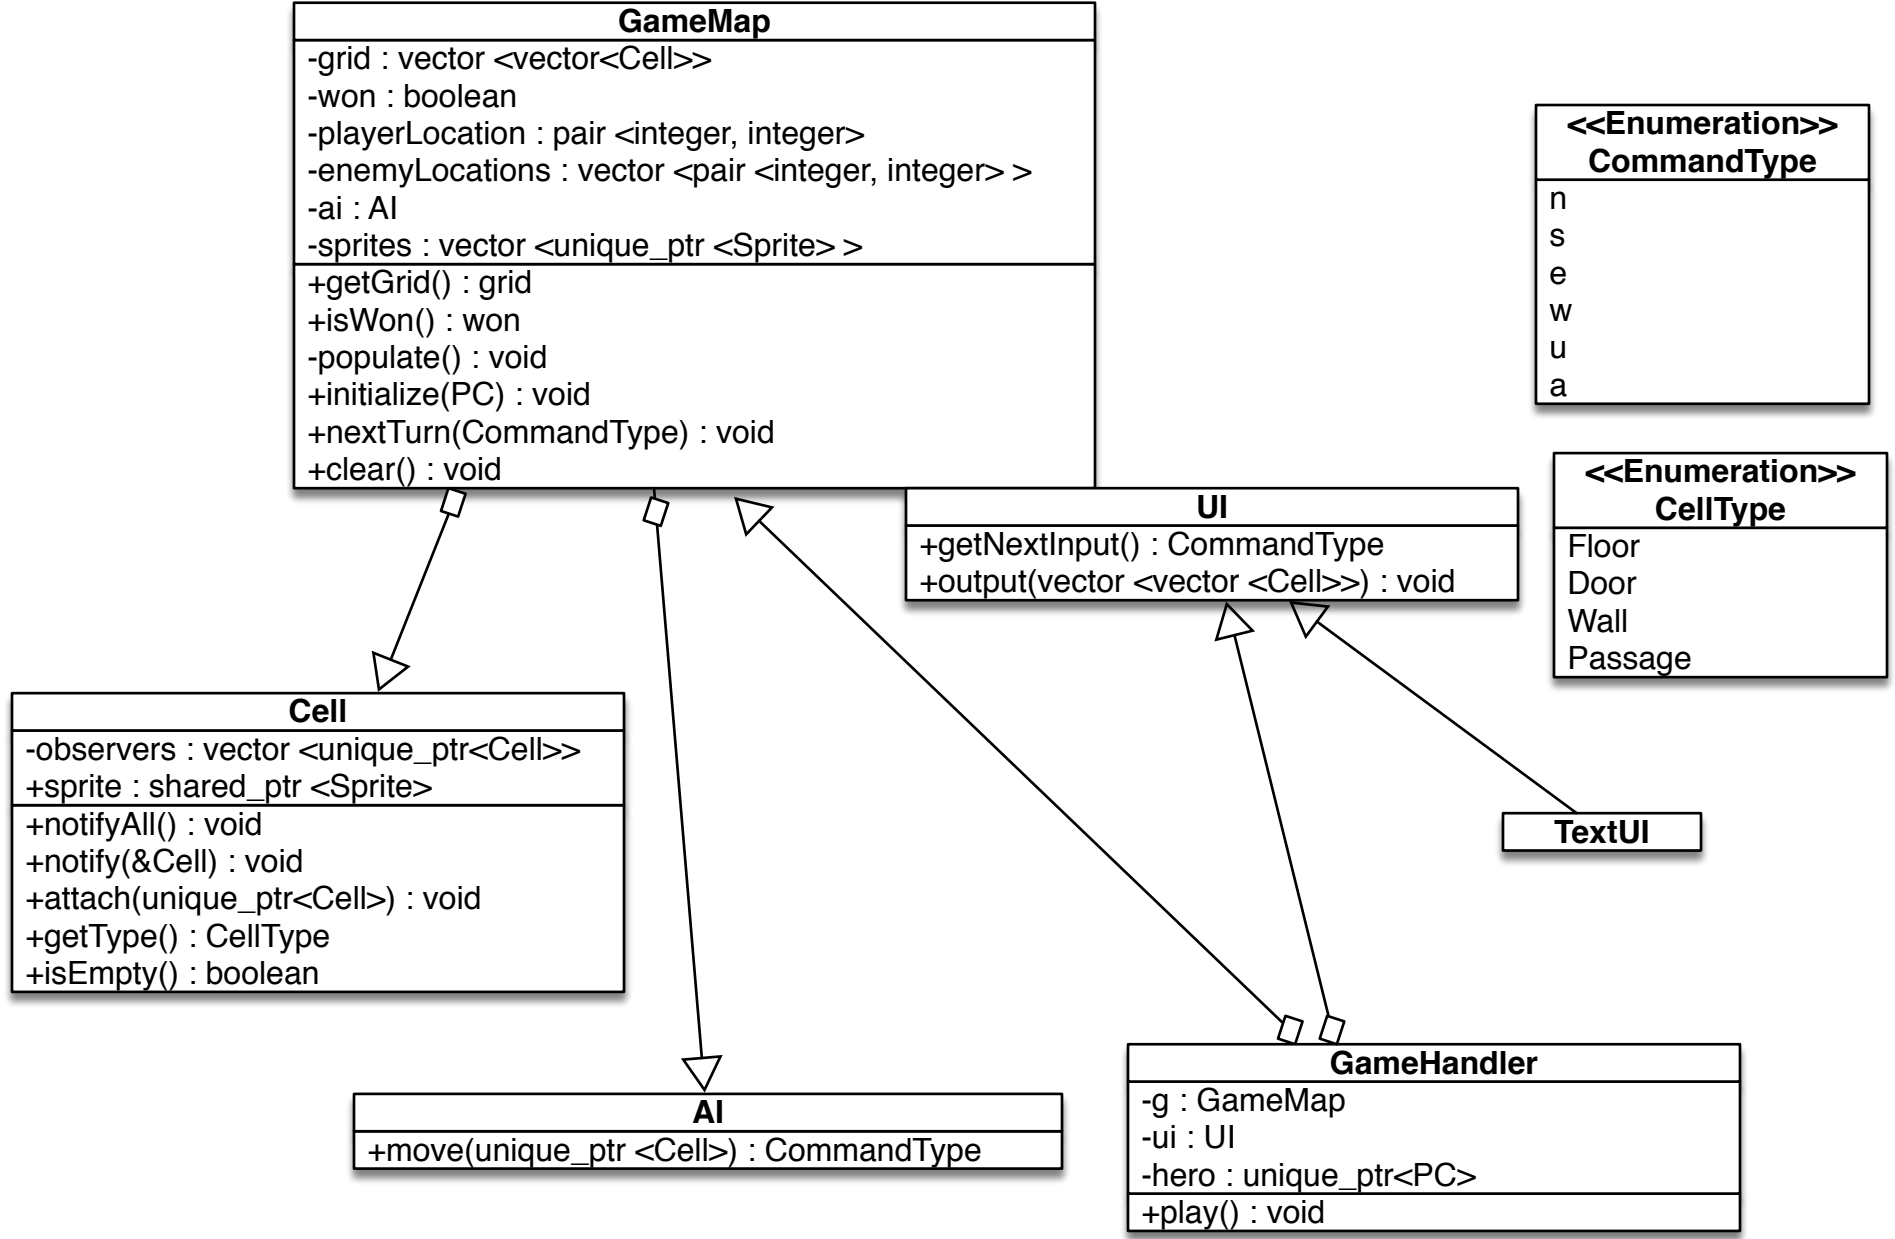 GameMap
-grid : vector <vector<Cell>>
-won : boolean
-playerLocation : pair <integer, integer>
-enemyLocations : vector <pair <integer, integer> >
-ai : AI
-sprites : vector <unique_ptr <Sprite> >
+getGrid() : grid
+isWon() : won
-populate() : void
+initialize(PC) : void
+nextTurn(CommandType) : void
+clear() : void
<<Enumeration>>
CommandType
n
s
e
w
u
a
<<Enumeration>>
CellType
Floor
Door
Wall
Passage
UI
+getNextInput() : CommandType
+output(vector <vector <Cell>>) : void
Cell
-observers : vector <unique_ptr<Cell>>
+sprite : shared_ptr <Sprite>
+notifyAll() : void
+notify(&Cell) : void
+attach(unique_ptr<Cell>) : void
+getType() : CellType
+isEmpty() : boolean
TextUI
AI
+move(unique_ptr <Cell>) : CommandType
GameHandler
-g : GameMap
-ui : UI
-hero : unique_ptr<PC>
+play() : void